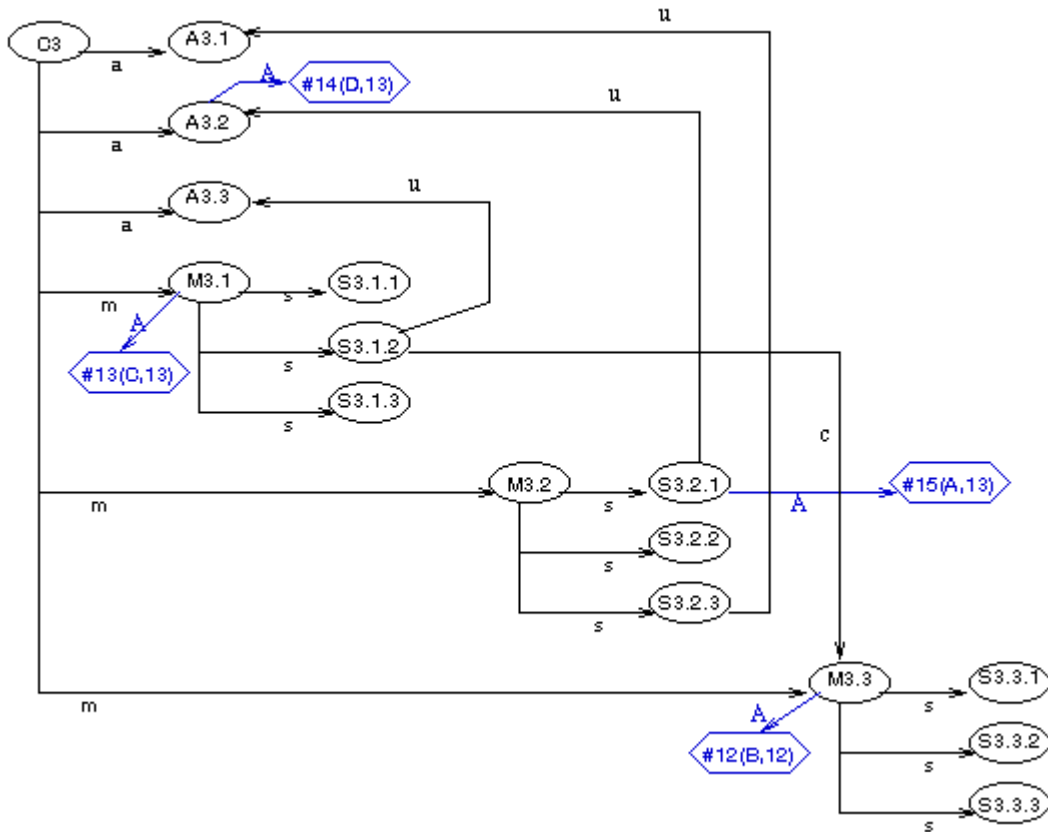 u
C3
A3.1
a
A
#14(D,13)
u
A3.2
a
A3.3
u
a
M3.1
S3.1.1
m
s
A
S3.1.2
#13(C,13)
s
S3.1.3
s
c
M3.2
S3.2.1
#15(A,13)
m
s
A
S3.2.2
s
S3.2.3
s
M3.3
S3.3.1
m
s
A
S3.3.2
#12(B,12)
s
S3.3.3
s